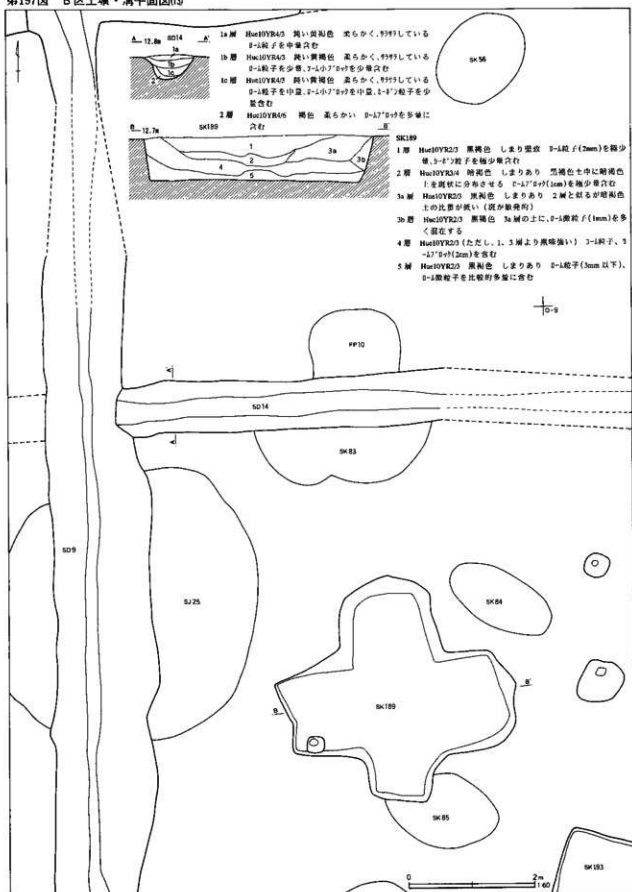 第197図 B区土壙・溝平面図(13)
A 12.8m SD14 A'
1a
1b
1c
2
1a層 Hue10YR4/3 鈍い黄褐色 柔らかく、サラサラしている
ローム粒子を中量含む
1b層 Hue10YR4/3 鈍い黄褐色 柔らかく、サラサラしている
ローム粒子を少量、ローム小ブロックを少量含む
1c層 Hue10YR4/3 鈍い黄褐色 柔らかく、サラサラしている
ローム粒子を中量、ローム小ブロックを中量、カーボン粒子を少
量含む
2層 Hue10YR4/6 褐色 柔らかい ロームブロックを多量に
含む
B 12.7m SK189 B'
1
2
3a
3b
4
5
SK189
1層 Hue10YR2/3 黒褐色 しまり堅緻 ローム粒子(2mm)を極少
量、カーボン粒子を極少量含む
2層 Hue10YR3/4 暗褐色 しまりあり 黒褐色土中に暗褐色
土を斑状に分布させる ロームブロック(1cm)を極少量含む
3a層 Hue10YR2/3 黒褐色 しまりあり 2層と似るが暗褐色
土の比率が低い(斑が散発的)
3b層 Hue10YR2/3 黒褐色 3a層の土に、ローム微粒子(1mm)を多
く混在する
4層 Hue10YR2/3(ただし、1、3層より黒味強い) ローム粒子、ロ
ームブロック(2cm)を含む
5層 Hue10YR2/3 黒褐色 しまりあり ローム粒子(3mm以下)、
ローム微粒子を比較的多量に含む
SK56
O-9
PP10
A'
SD14
A
SK83
SD9
SJ25
SK84
B'
SK189
B
SK85
SK193
0 2m
1:60